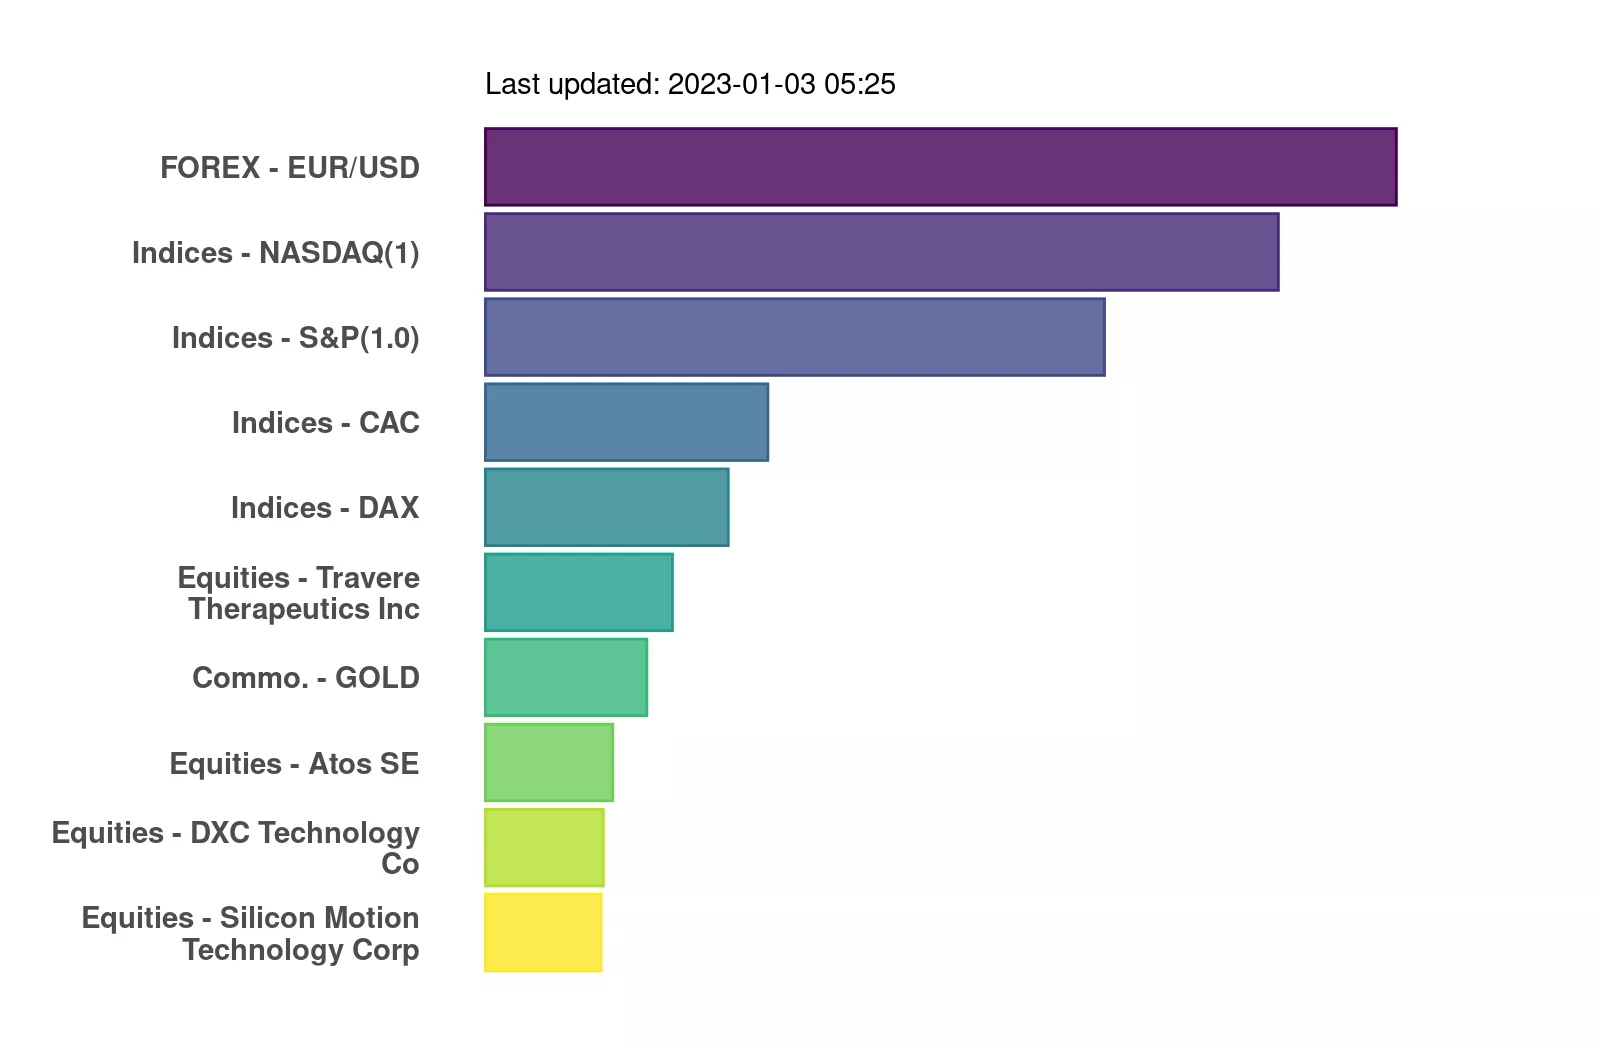 Last updated: 2023-01-03 05:25
FOREX - EUR/USD
Indices - NASDAQ(1)
Indices - S&P(1.0)
Indices - CAC
Indices - DAX
Equities - Travere
Therapeutics Inc
Commo. - GOLD
Equities - Atos SE
Equities - DXC Technology
Co
Equities - Silicon Motion
Technology Corp